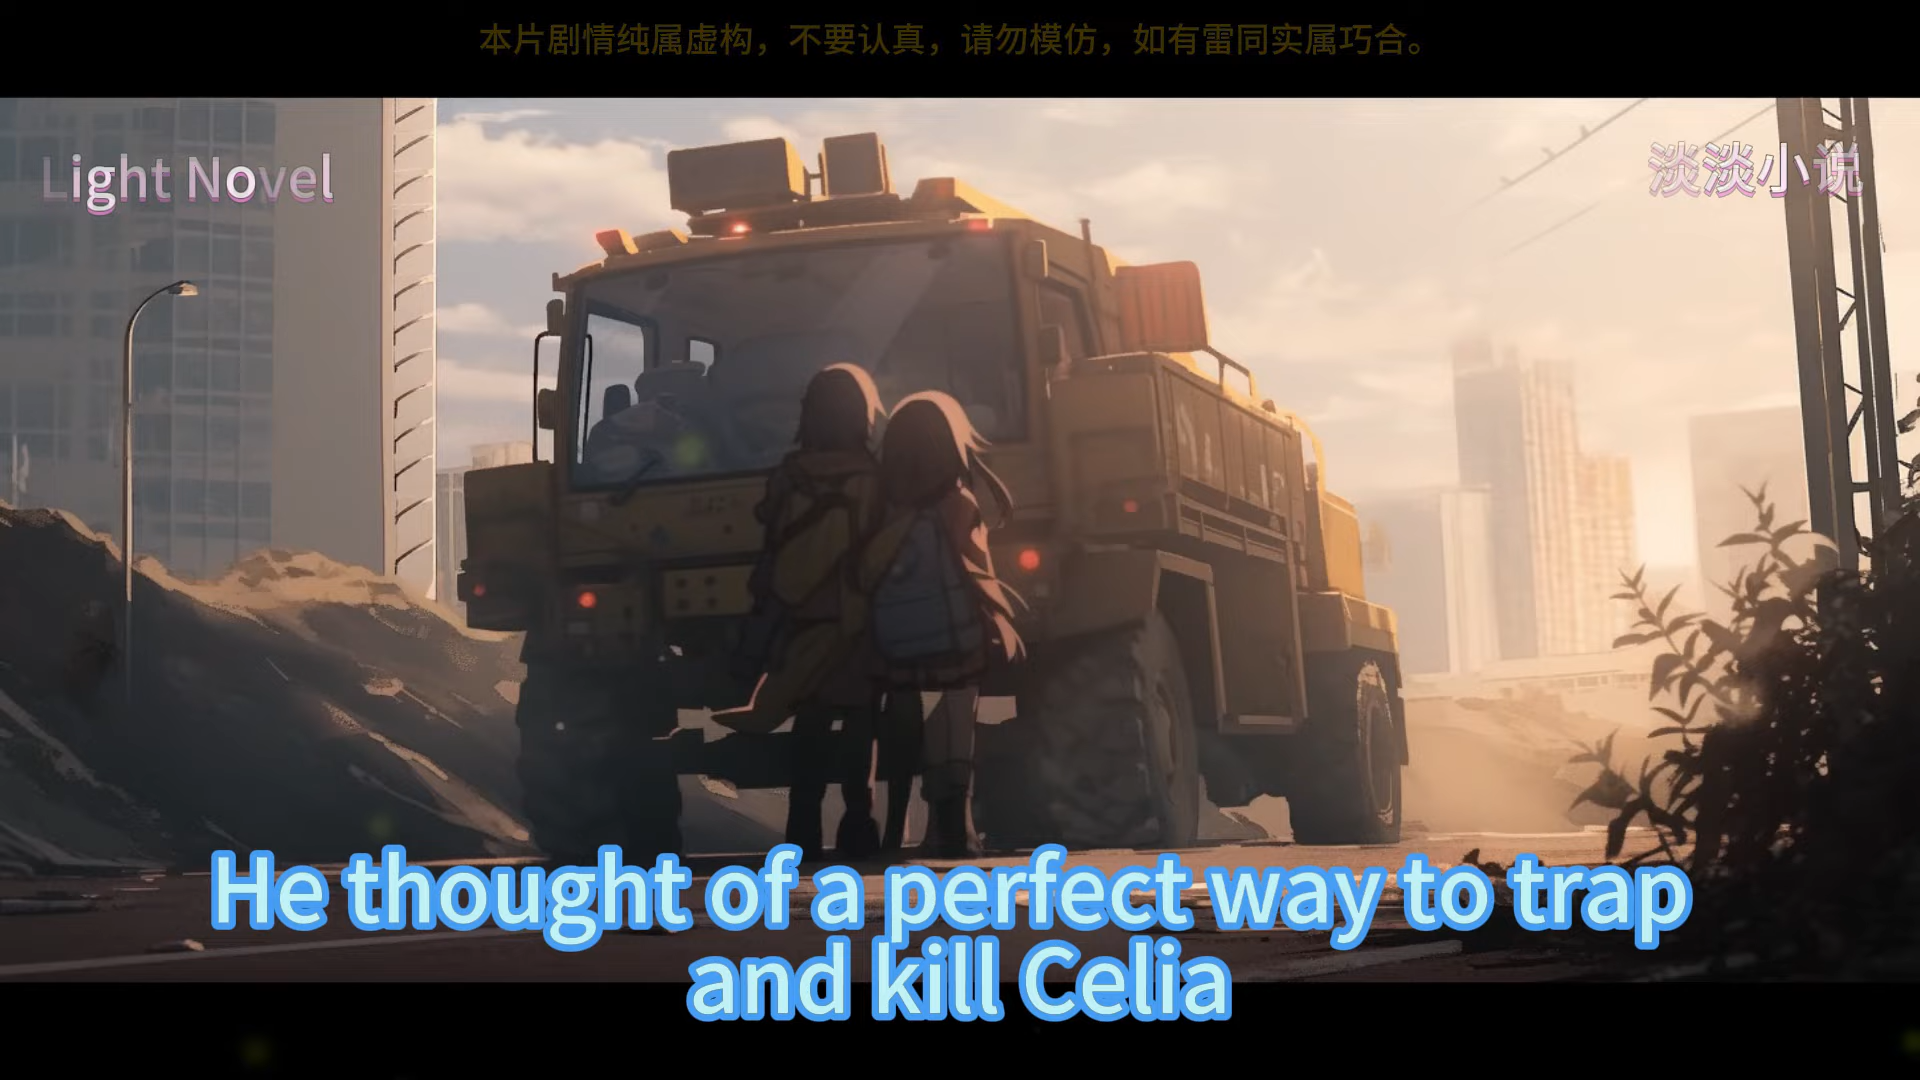 本片剧情纯属虚构，不要认真，请勿模仿，如有雷同实属巧合。
Light Novel
淡淡小说
He thought of a perfect way to trap
and kill Celia